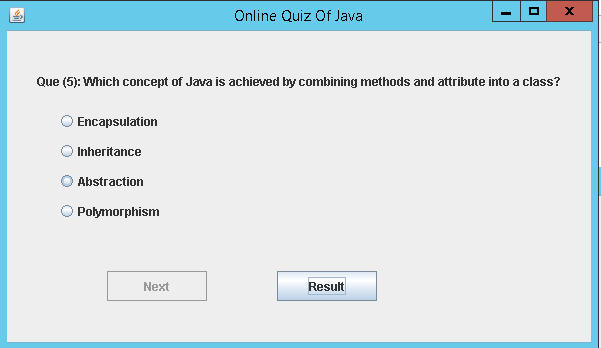 Online Quiz Of Java
X
Que (5): Which concept of Java is achieved by combining methods and attribute into a class?
Encapsulation
Inheritance
Abstraction
Polymorphism
Next Result